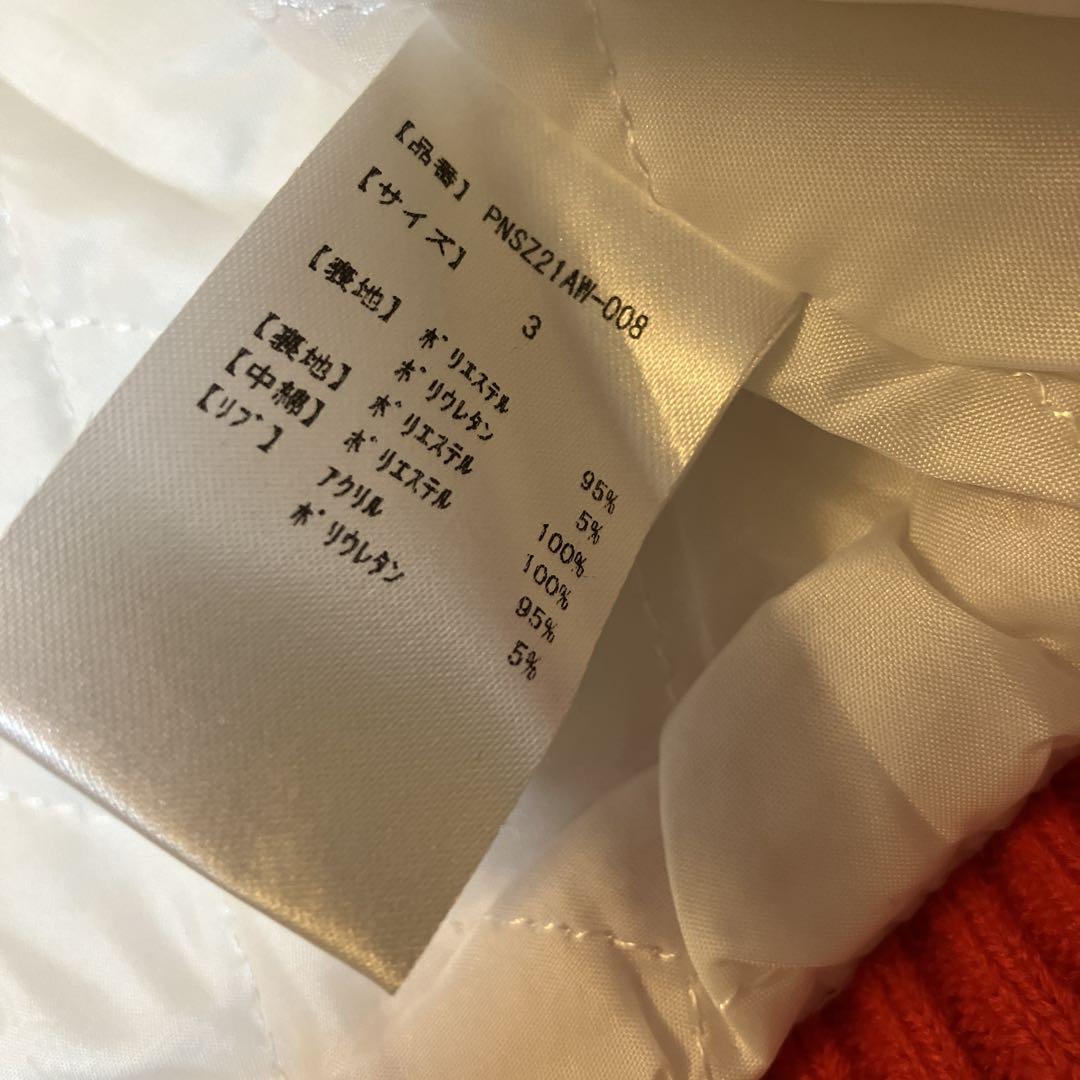 【品番】 PNSZ21AW-008
【サイズ】 3
【表地】 ポリエステル 95%
ポリウレタン 5%
【裏地】 ポリエステル 100%
【中綿】 ポリエステル 100%
【リブ】 アクリル 95%
ポリウレタン 5%